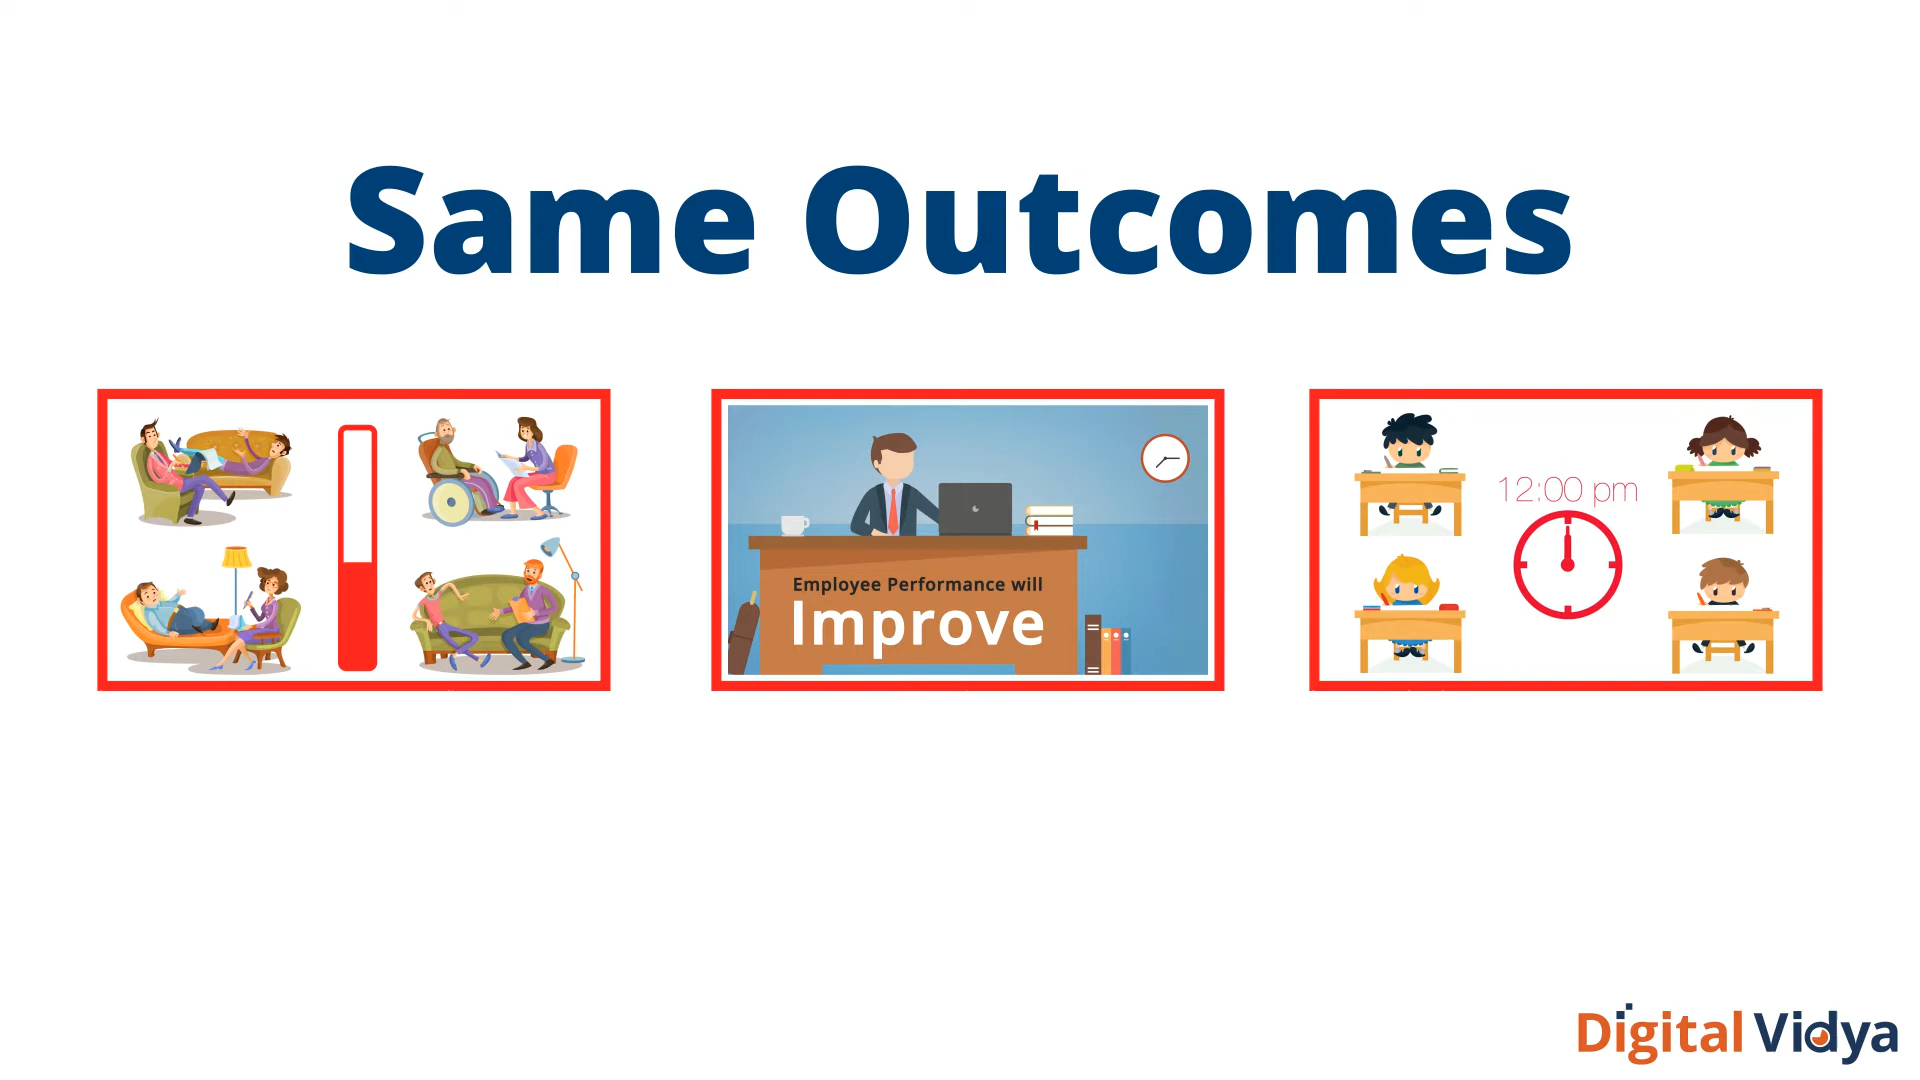 Same Outcomes
Employee Performance will
Improve
12:00 pm
Digital Vidya